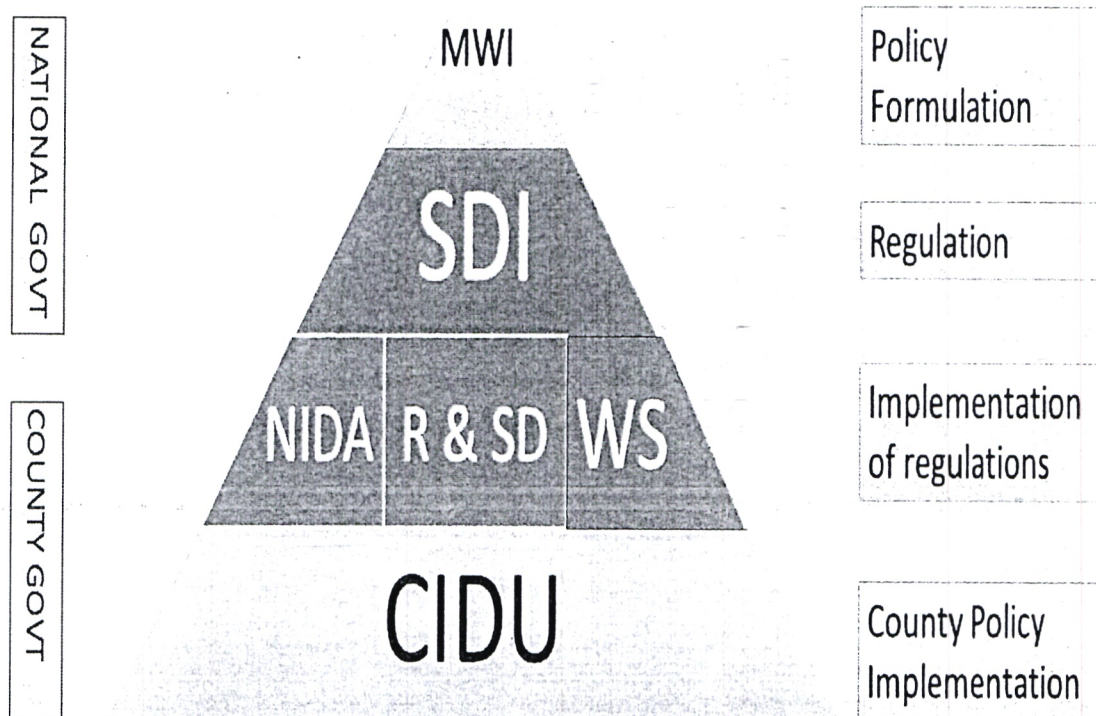 NATIONAL GOVT
MWI
Policy
Formulation
SDI
Regulation
COUNTY GOVT
NIDA
R & SD
WS
Implementation
of regulations
CIDU
County Policy
Implementation